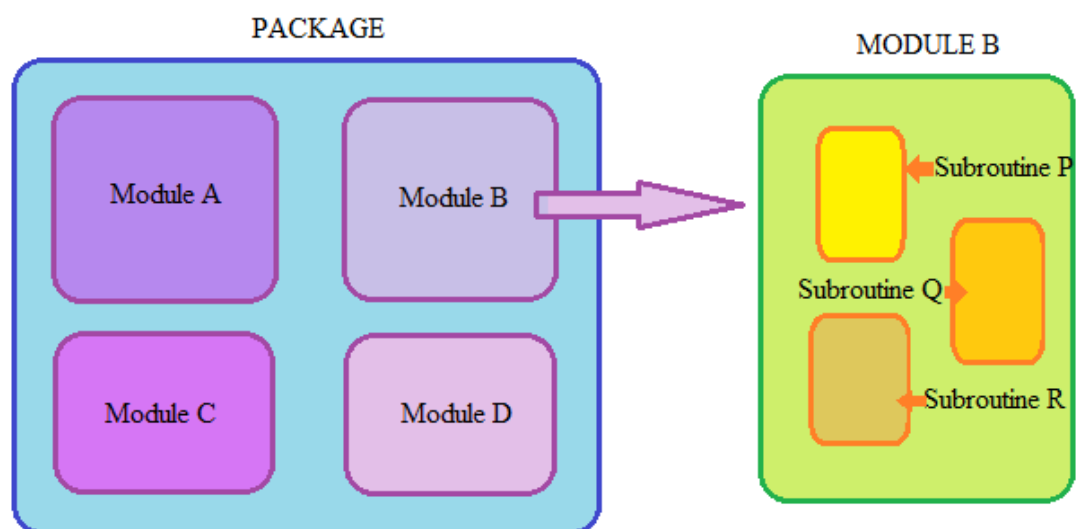 PACKAGE
Module A
Module B
Module C
Module D
MODULE B
Subroutine P
Subroutine Q
Subroutine R